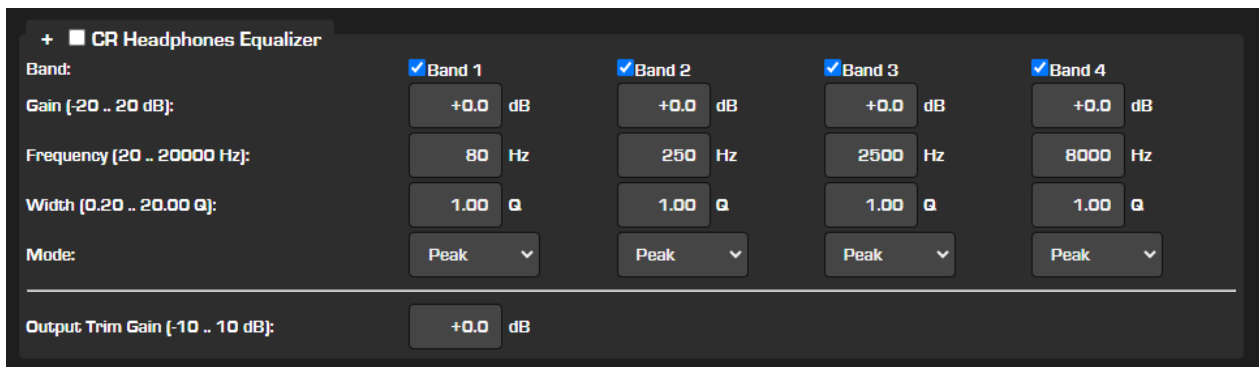 + CR Headphones Equalizer
Band: Band 1 Band 2 Band 3 Band 4
Gain (-20 .. 20 dB): +0.0 dB +0.0 dB +0.0 dB +0.0 dB
Frequency (20 .. 20000 Hz): 80 Hz 250 Hz 2500 Hz 8000 Hz
Width (0.20 .. 20.00 Q): 1.00 Q 1.00 Q 1.00 Q 1.00 Q
Mode: Peak Peak Peak Peak
Output Trim Gain (-10 .. 10 dB): +0.0 dB